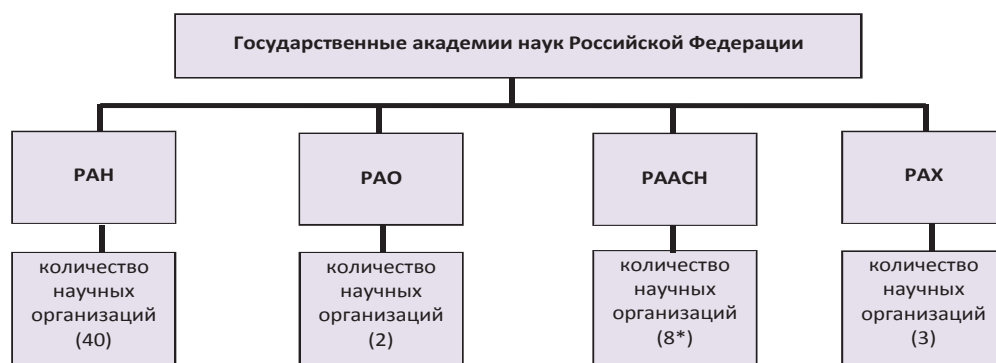 Государственные академии наук Российской Федерации
РАН
РАО
РААСН
РАХ
количество
научных
организаций
(40)
количество
научных
организаций
(2)
количество
научных
организаций
(8*)
количество
научных
организаций
(3)